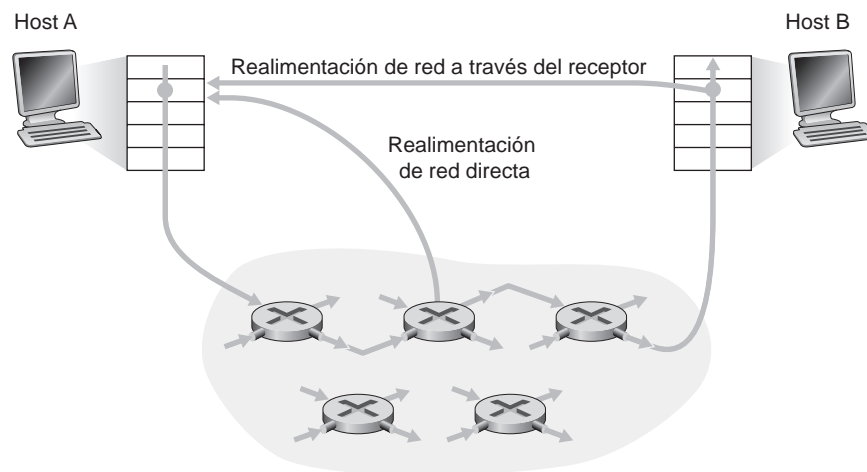 Host A
Host B
Realimentación de red a través del receptor
Realimentación
de red directa